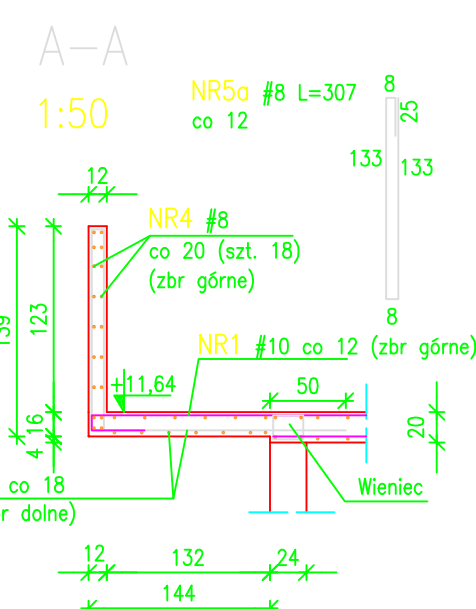 A-A
1:50
NR5a #8 L=307
co 12
8
25
133
133
8
12
NR4 #8
co 20 (szt. 18)
(zbr górne)
139
123
NR1 #10 co 12 (zbr górne)
+11,64
50
16
4
20
co 18
dolne)
Wieniec
12
132
24
144